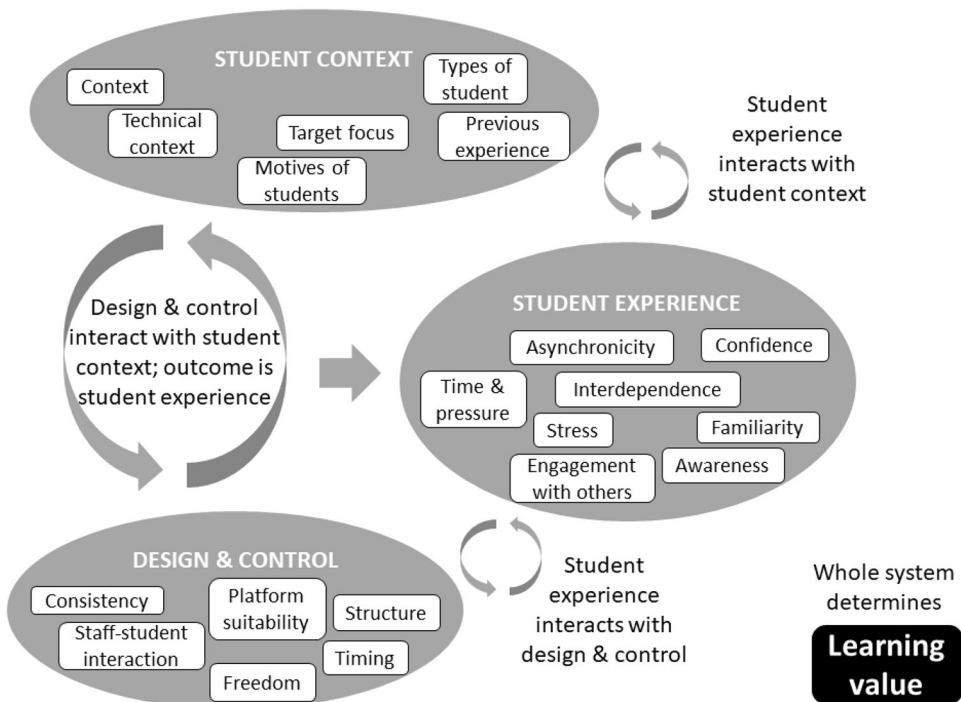 STUDENT CONTEXT
Context
Types of
student
Technical
context
Target focus
Previous
experience
Motives of
students
Student
experience
interacts with
student context
Design & control
interact with student
context; outcome is
student experience
STUDENT EXPERIENCE
Asynchronicity
Confidence
Time &
pressure
Interdependence
Stress
Familiarity
Engagement
with others
Awareness
DESIGN & CONTROL
Consistency
Platform
suitability
Structure
Staff-student
interaction
Timing
Freedom
Student
experience
interacts with
design & control
Whole system
determines
Learning
value